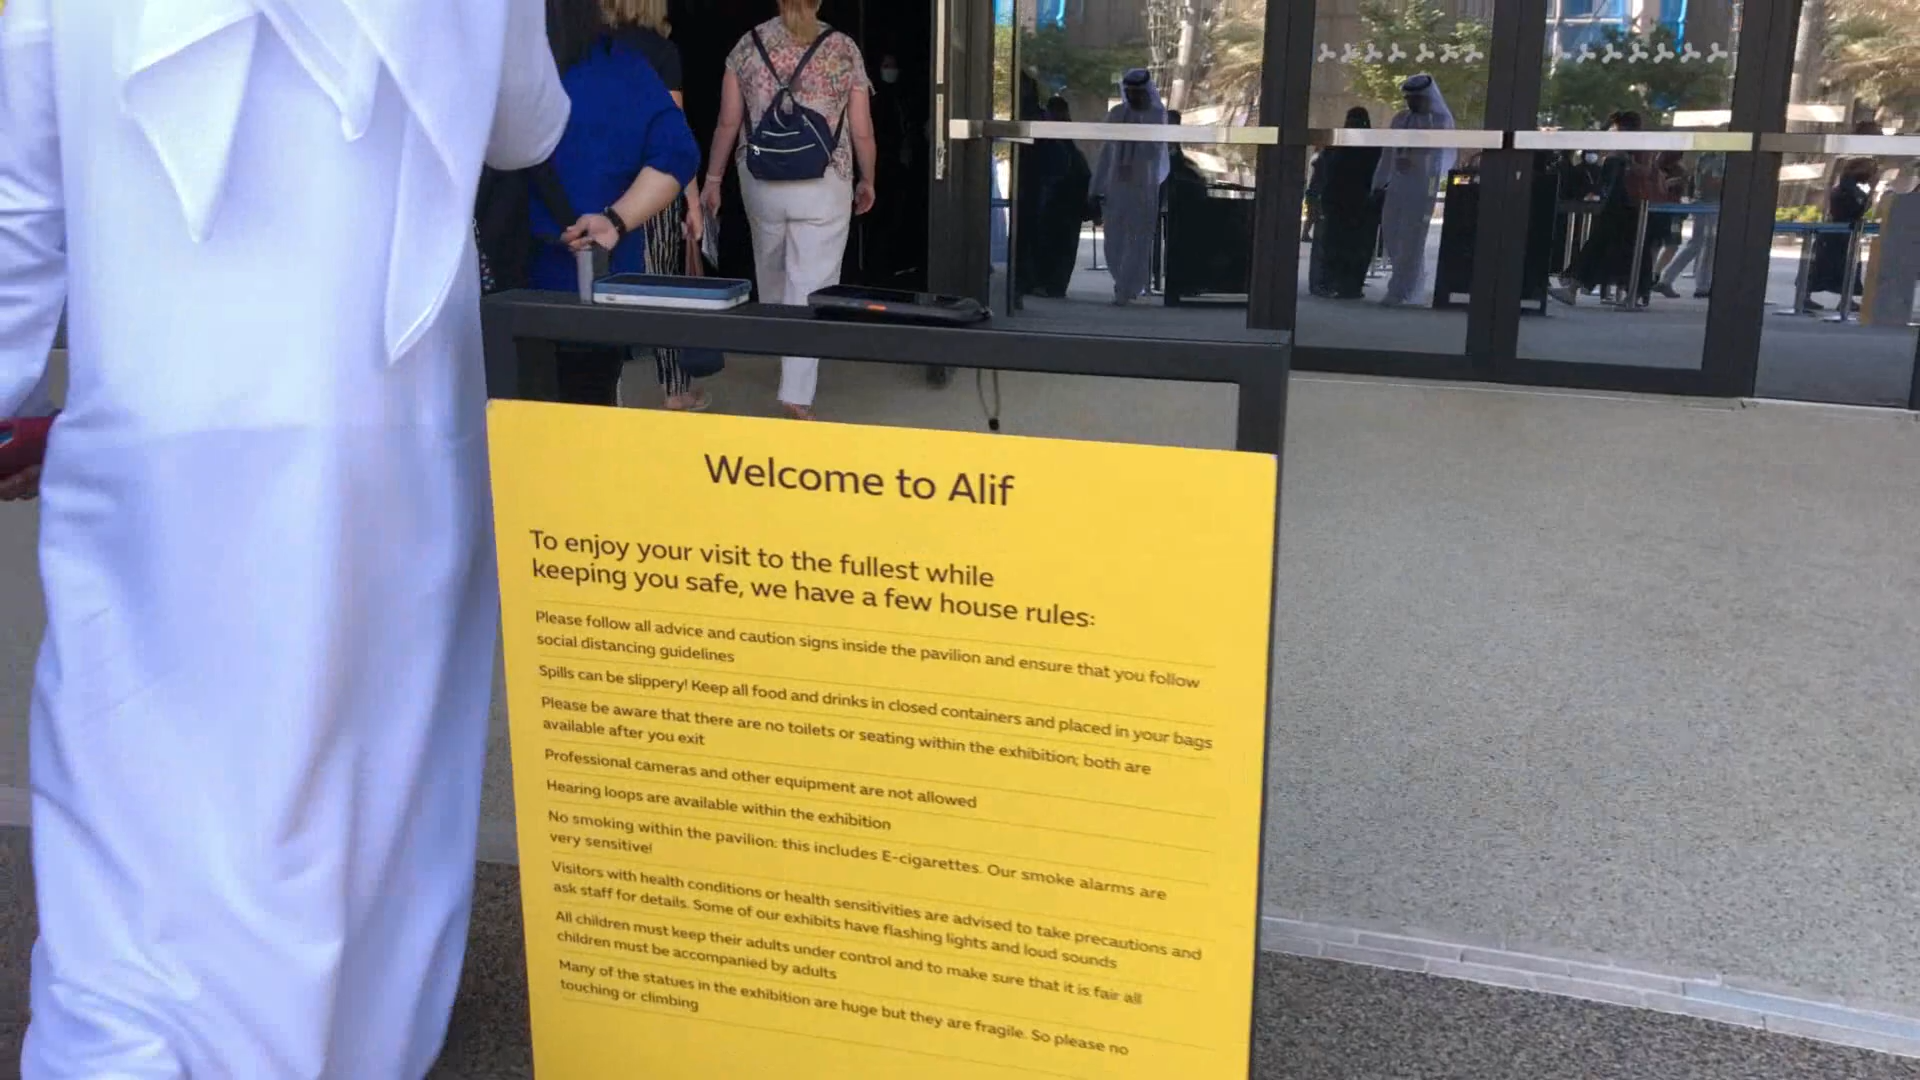 Welcome to Alif
To enjoy your visit to the fullest while
keeping you safe, we have a few house rules:
Please follow all advice and caution signs inside the pavilion and ensure that you follow
social distancing guidelines
Spills can be slippery! Keep all food and drinks in closed containers and placed in your bags
Please be aware that there are no toilets or seating within the exhibition; both are
available after you exit
Professional cameras and other equipment are not allowed
Hearing loops are available within the exhibition
No smoking within the pavilion: this includes E-cigarettes. Our smoke alarms are
very sensitive!
Visitors with health conditions or health sensitivities are advised to take precautions and
ask staff for details. Some of our exhibits have flashing lights and loud sounds
All children must keep their adults under control and to make sure that it is fair all
children must be accompanied by adults
Many of the statues in the exhibition are huge but they are fragile. So please no
touching or climbing